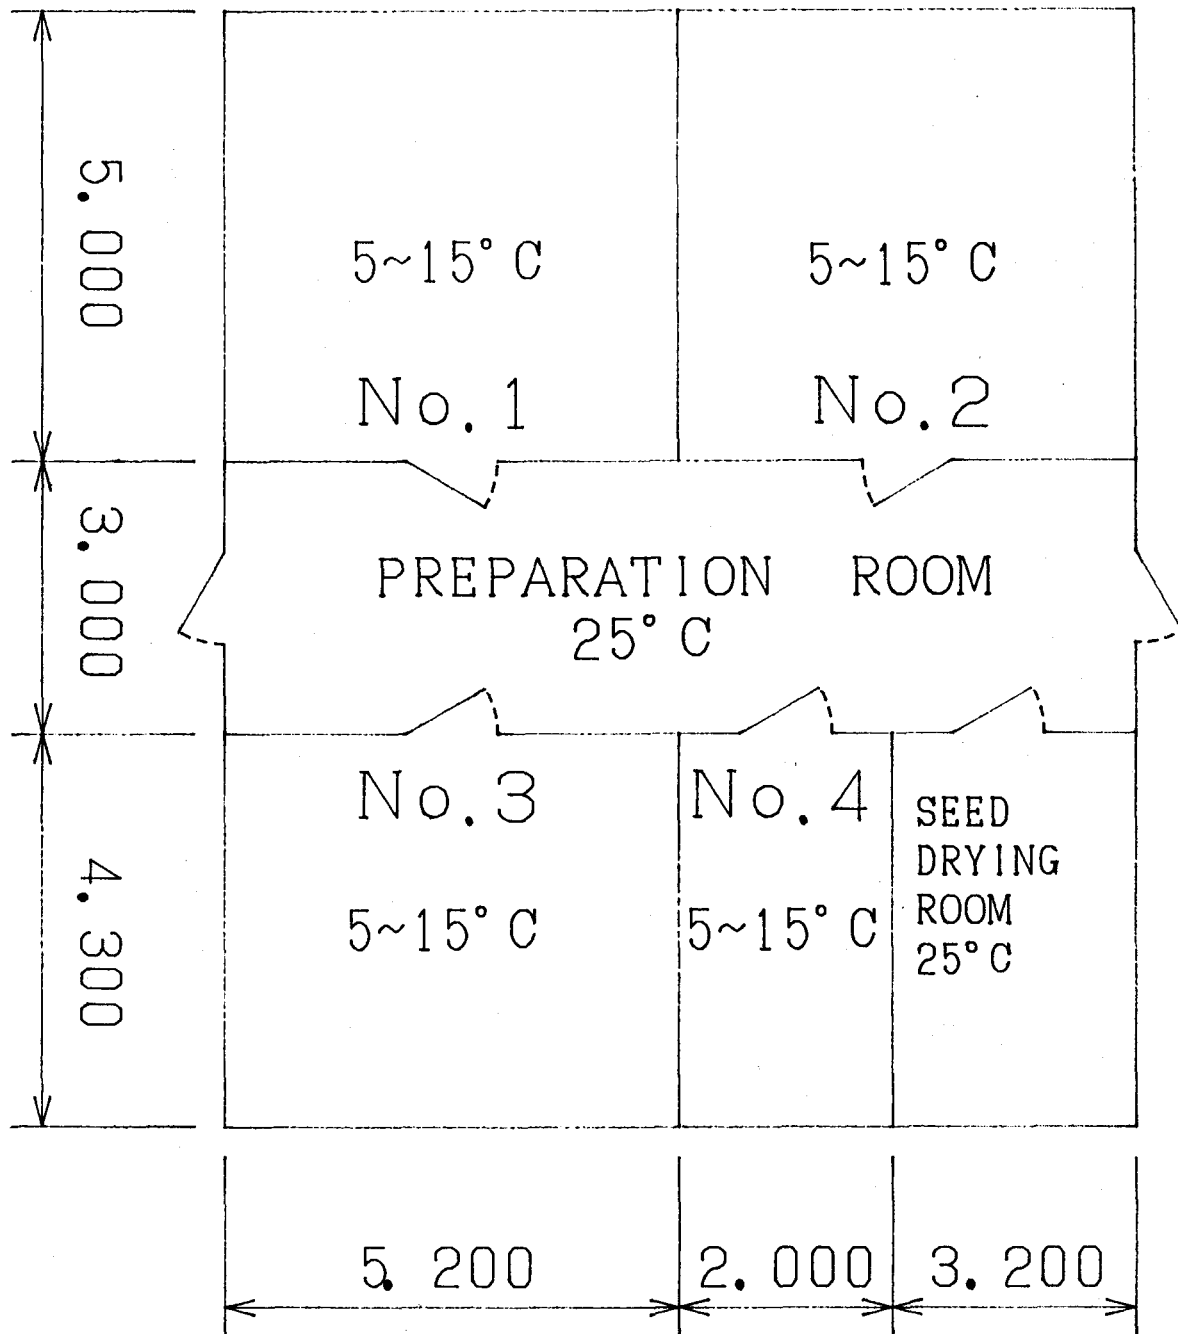 5.000
5~15°C
5~15°C
No.1
No.2
3.000
PREPARATION ROOM
25°C
4.300
No.3
No.4
5~15°C
5~15°C
SEED
DRYING
ROOM
25°C
5.200
2.000
3.200